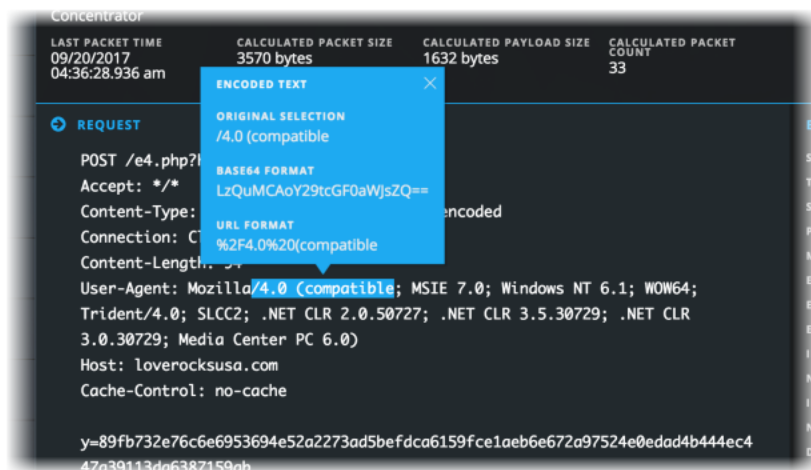 Concentrator
LAST PACKET TIME CALCULATED PACKET SIZE CALCULATED PAYLOAD SIZE CALCULATED PACKET COUNT
09/20/2017 3570 bytes 1632 bytes 33
04:36:28.936 am
ENCODED TEXT
ORIGINAL SELECTION
/4.0 (compatible
BASE64 FORMAT
LzQuMCAoY29tcGF0aWJsZQ==
URL FORMAT
%2F4.0%20(compatible
REQUEST
POST /e4.php?
Accept: */*
Content-Type: encoded
Connection:
Content-Length:
User-Agent: Mozilla/4.0 (compatible; MSIE 7.0; Windows NT 6.1; WOW64;
Trident/4.0; SLCC2; .NET CLR 2.0.50727; .NET CLR 3.5.30729; .NET CLR
3.0.30729; Media Center PC 6.0)
Host: loverocksusa.com
Cache-Control: no-cache
y=89fb732e76c6e6953694e52a2273ad5befdca6159fce1aeb6e672a97524e0edad4b444ec4
47a39113da6387159ab